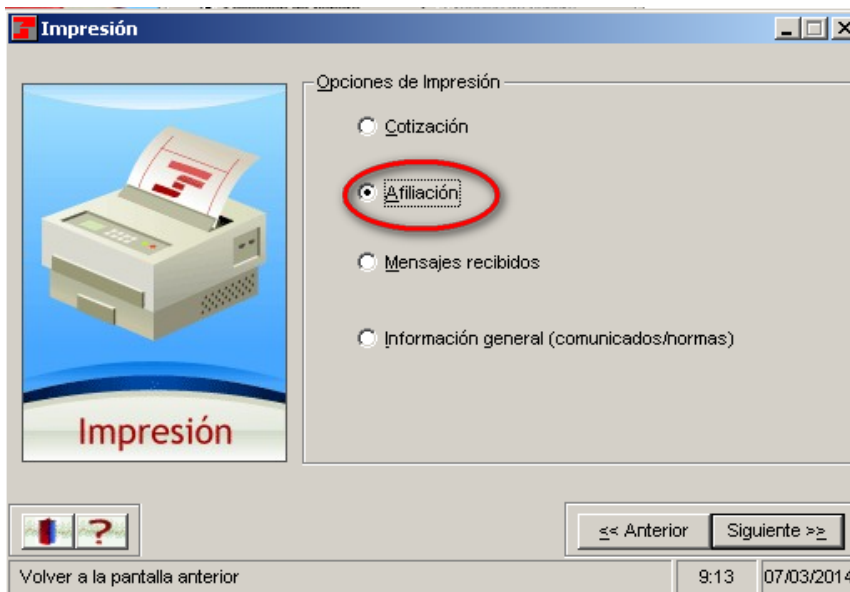 Impresión
Opciones de Impresión
Cotización
Afiliación
Mensajes recibidos
Información general (comunicados/normas)
Impresión
<< Anterior
Siguiente >>
Volver a la pantalla anterior
9:13
07/03/2014